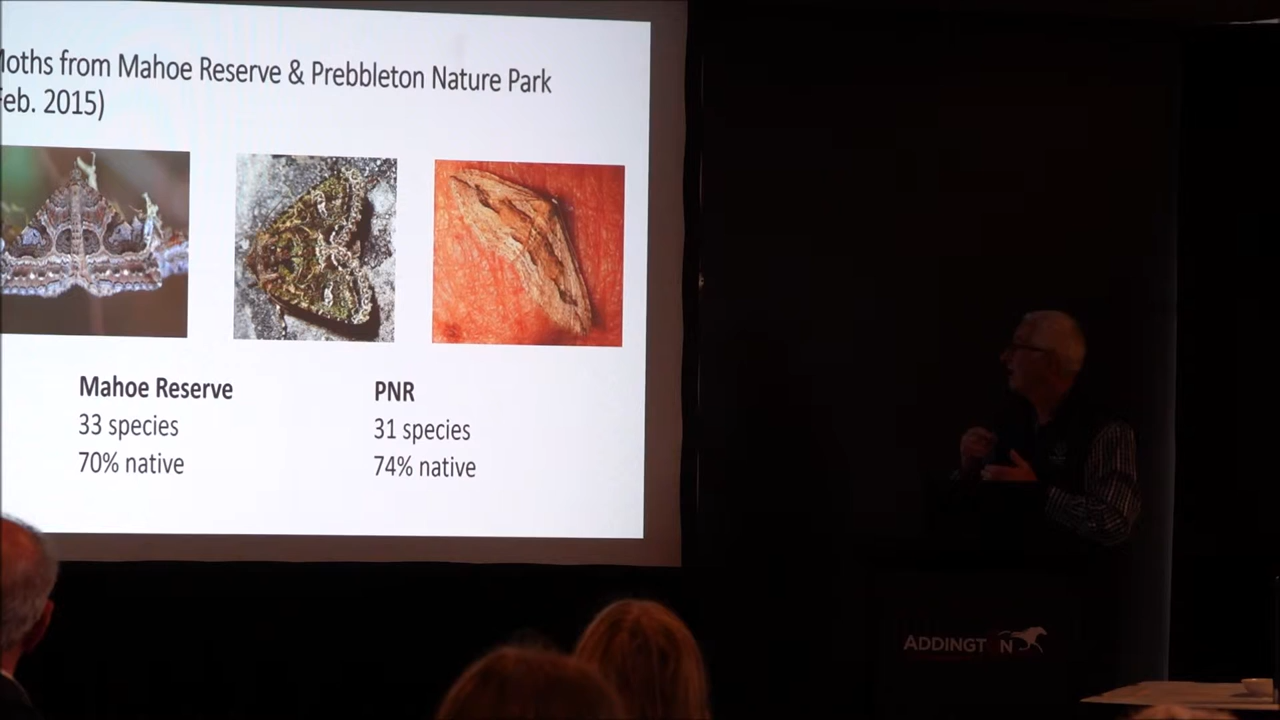 Moths from Mahoe Reserve & Prebbleton Nature Park
Feb. 2015)
Mahoe Reserve
33 species
70% native
PNR
31 species
74% native
ADDINGT N